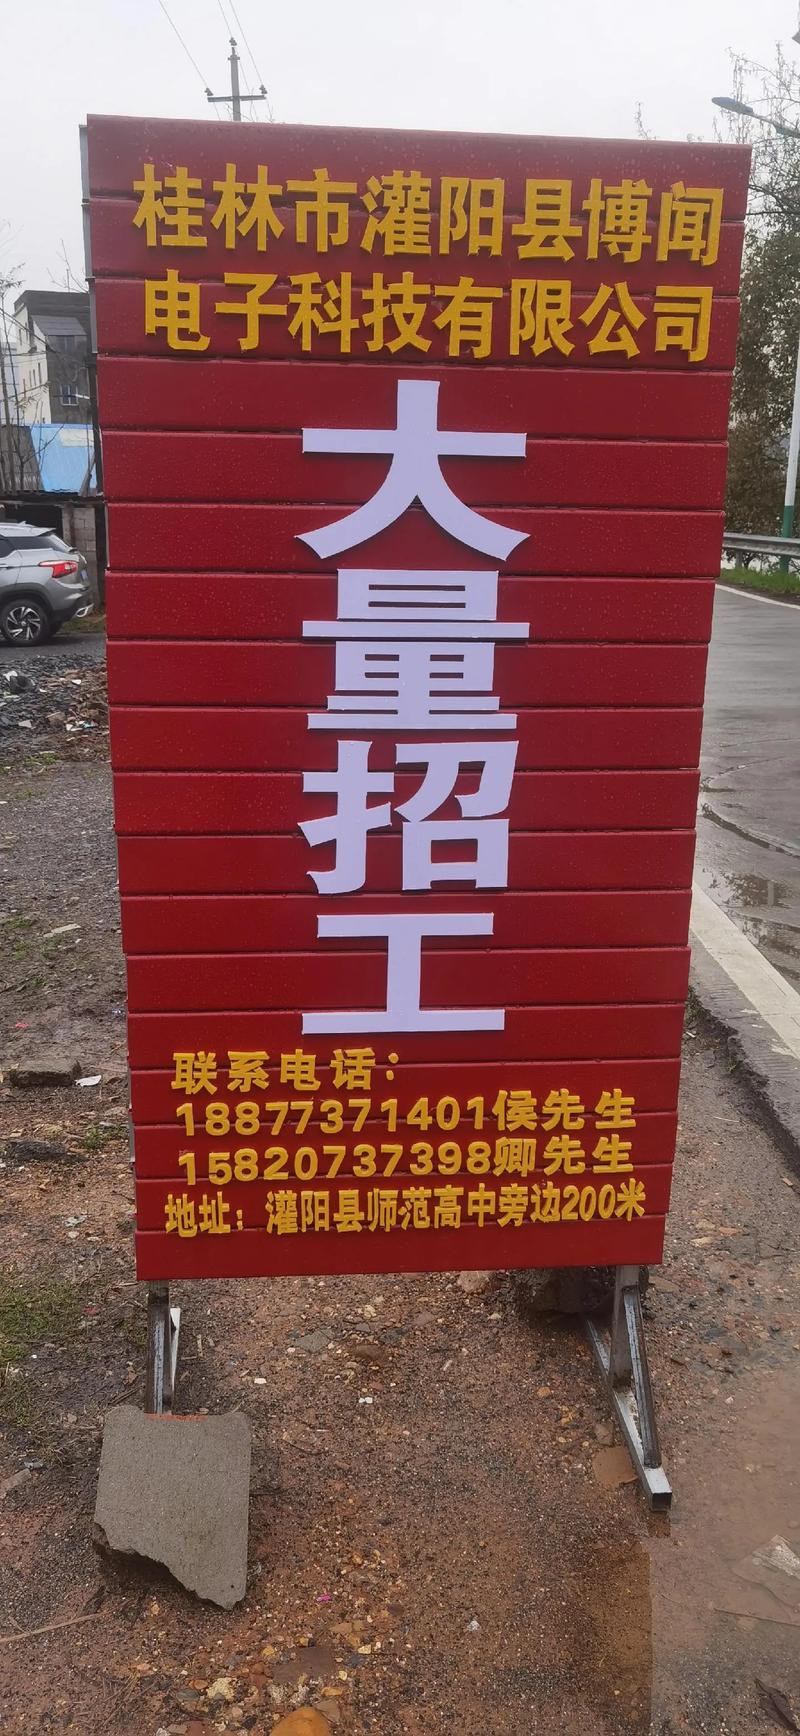 桂林市灌阳县博闻
电子科技有限公司
大
量
招
工
联系电话：
18877371401侯先生
15820737398卿先生
地址：灌阳县师范高中旁边200米